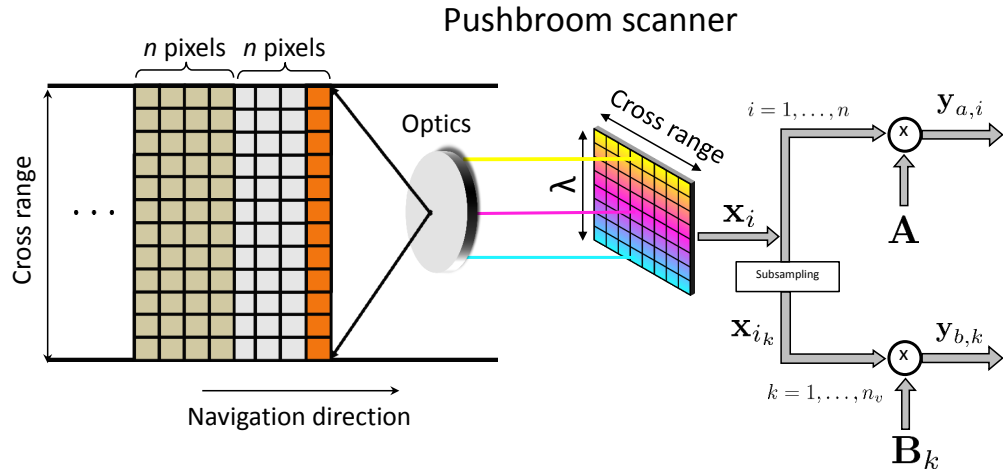 Pushbroom scanner
n pixels n pixels
Cross range
. . .
Optics
λ
Cross range
x_i
i = 1, . . . , n
X
y_{a,i}
A
Subsampling
x_{i_k}
k = 1, . . . , n_v
X
y_{b,k}
B_k
Navigation direction